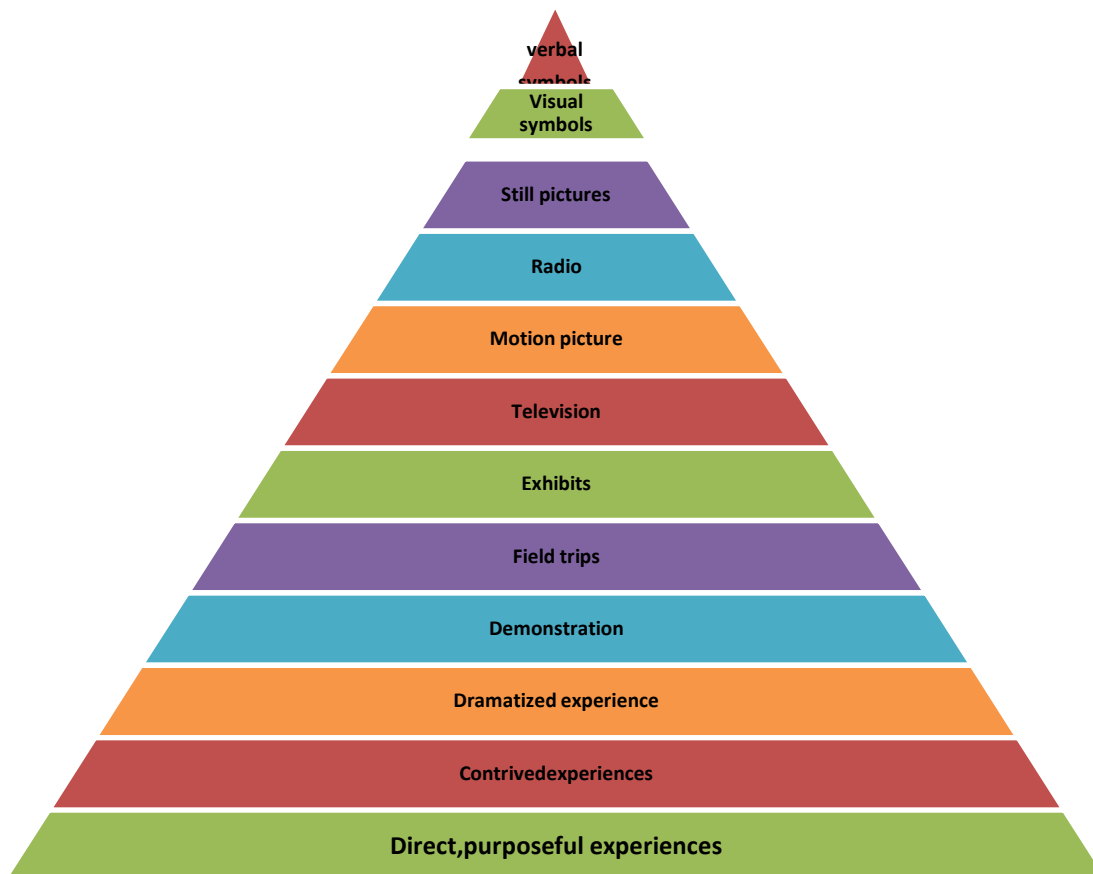 verbal
symbols
Visual
symbols
Still pictures
Radio
Motion picture
Television
Exhibits
Field trips
Demonstration
Dramatized experience
Contrivedexperiences
Direct,purposeful experiences